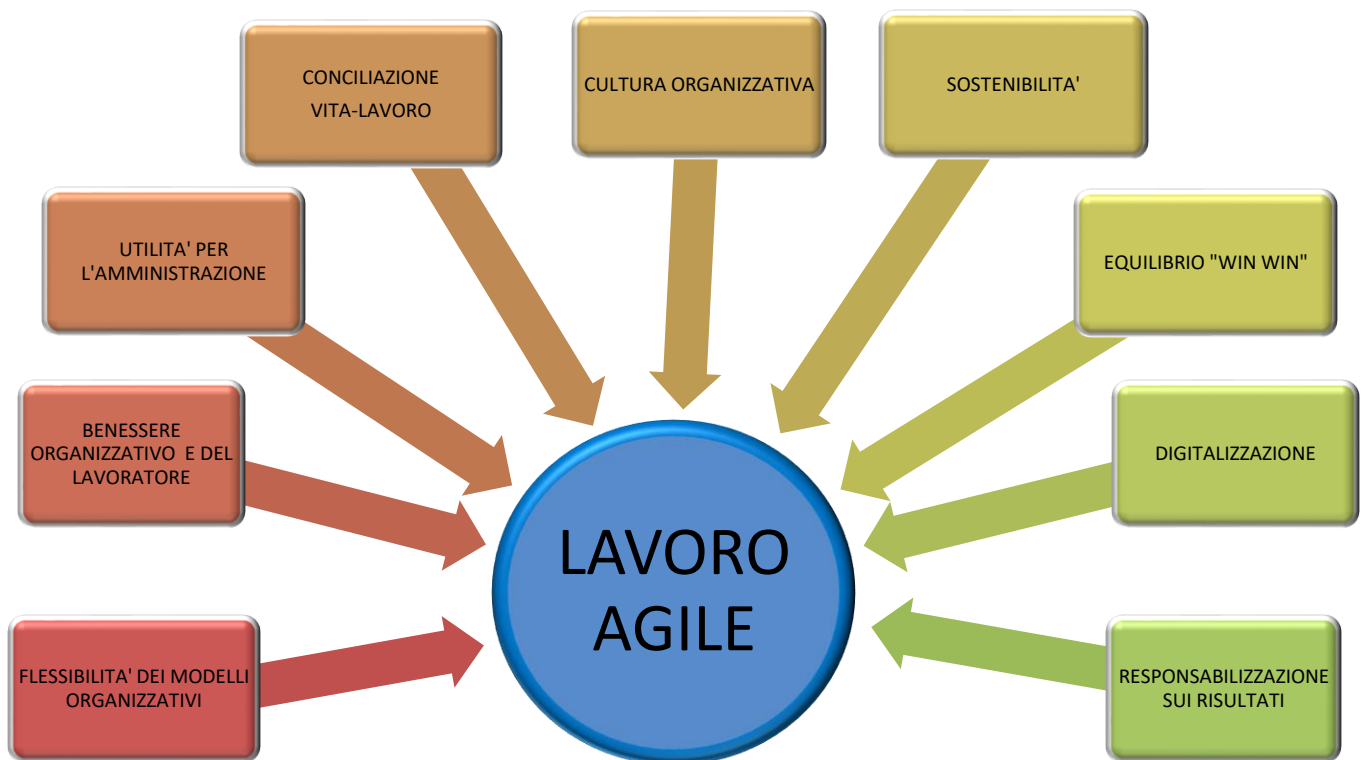 CONCILIAZIONE
VITA-LAVORO
CULTURA ORGANIZZATIVA
SOSTENIBILITA'
UTILITA' PER
L'AMMINISTRAZIONE
EQUILIBRIO "WIN WIN"
BENESSERE
ORGANIZZATIVO E DEL
LAVORATORE
DIGITALIZZAZIONE
LAVORO
AGILE
FLESSIBILITA' DEI MODELLI
ORGANIZZATIVI
RESPONSABILIZZAZIONE
SUI RISULTATI